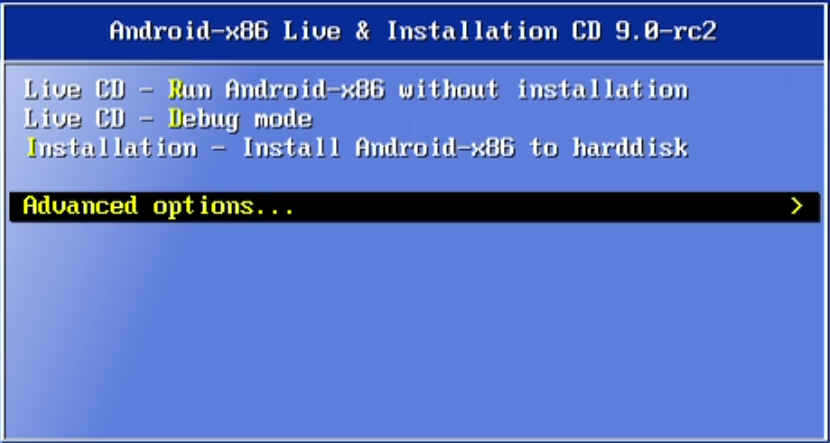 Android-x86 Live & Installation CD 9.0-rc2
Live CD - Run Android-x86 without installation
Live CD - Debug mode
Installation - Install Android-x86 to harddisk
Advanced options... >